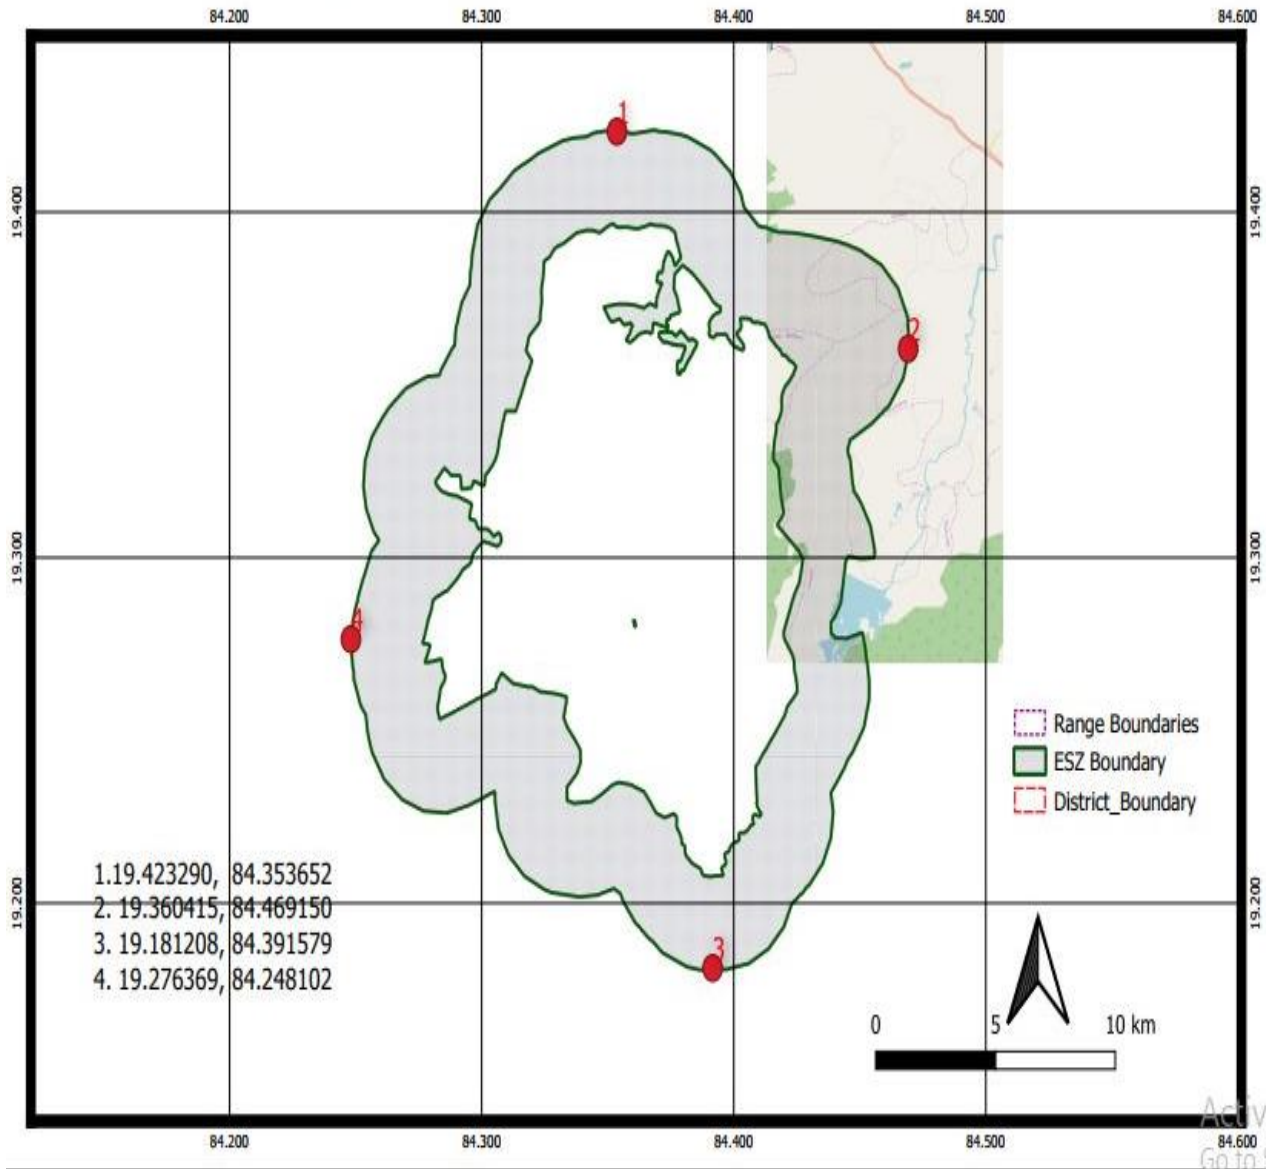 84.200 84.300 84.400 84.500 84.600
1
19.400 19.400
2
19.300 19.300
4
Range Boundaries
ESZ Boundary
District_Boundary
1.19.423290, 84.353652
2. 19.360415, 84.469150
3. 19.181208, 84.391579
4. 19.276369, 84.248102
19.200 19.200
3
0 5 10 km
84.200 84.300 84.400 84.500 84.600
Activ
Go to S